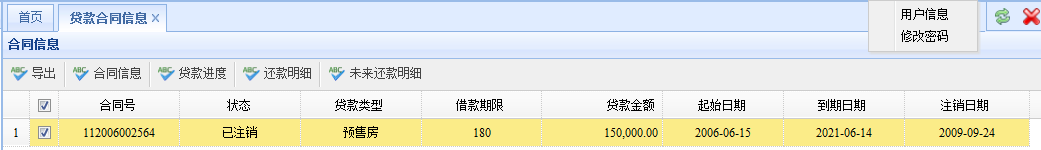 首页 贷款合同信息 用户信息
修改密码
合同信息
导出 合同信息 贷款进度 还款明细 未来还款明细
合同号 状态 贷款类型 借款期限 贷款金额 起始日期 到期日期 注销日期
1 112006002564 已注销 预售房 180 150,000.00 2006-06-15 2021-06-14 2009-09-24